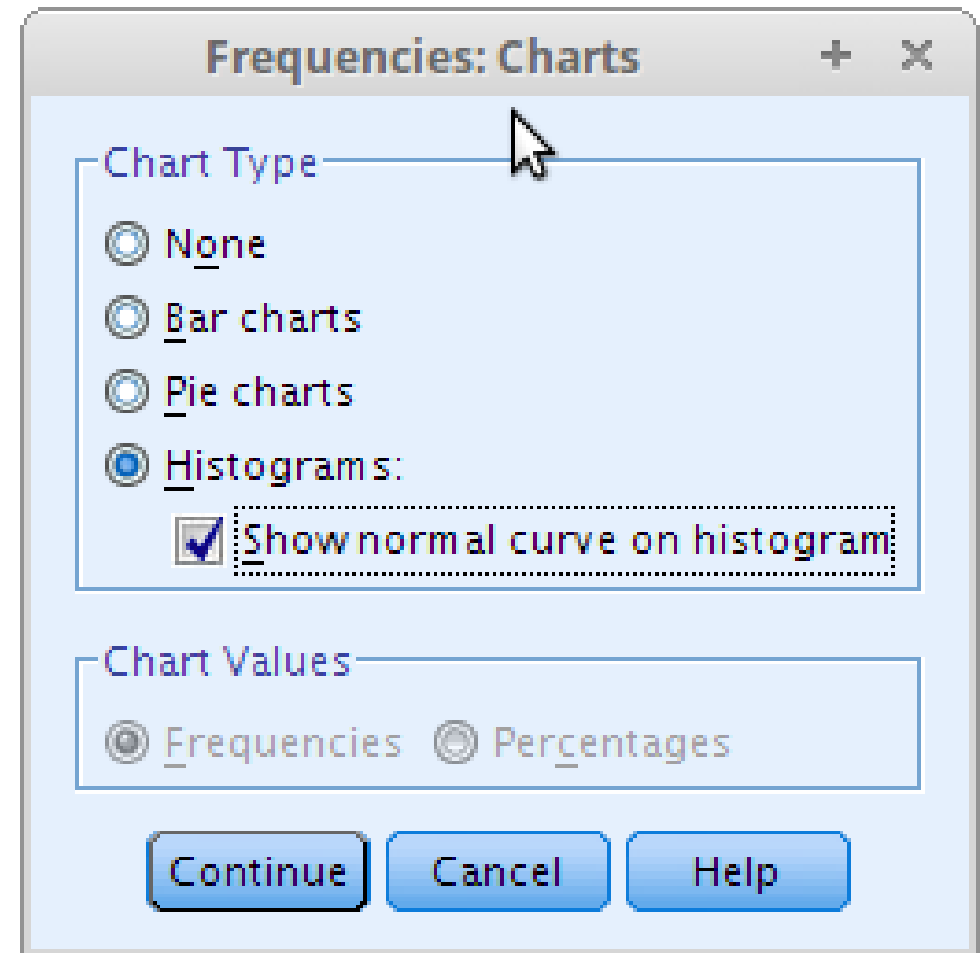 Frequencies: Charts
Chart Type
None
Bar charts
Pie charts
Histograms:
Show normal curve on histogram
Chart Values
Frequencies Percentages
Continue Cancel Help